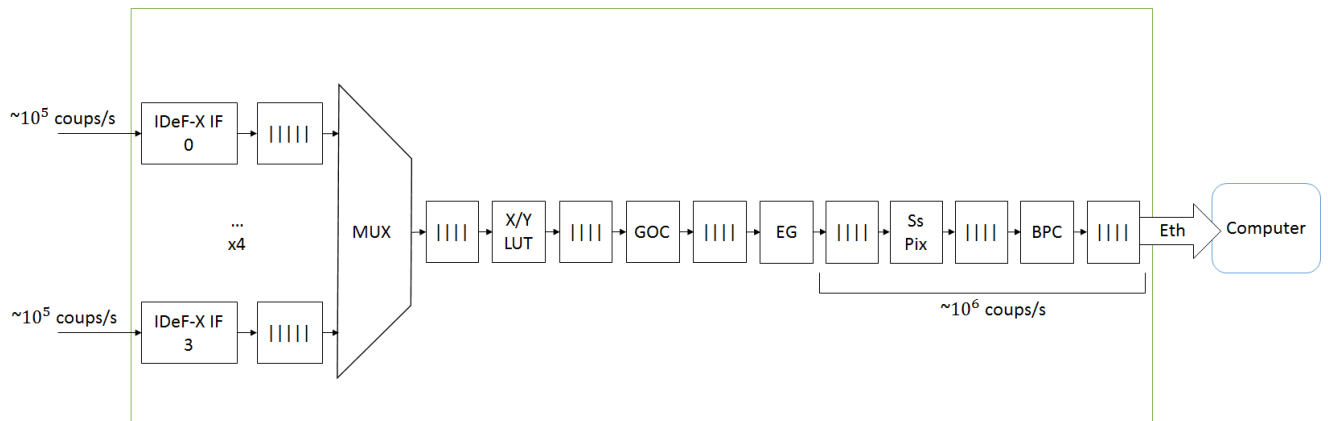 ~10⁵ coups/s
IDeF-X IF
0
|||||
...
x4
~10⁵ coups/s
IDeF-X IF
3
|||||
MUX
||||
X/Y
LUT
||||
GOC
||||
EG
||||
Ss
Pix
||||
BPC
||||
~10⁶ coups/s
Eth
Computer